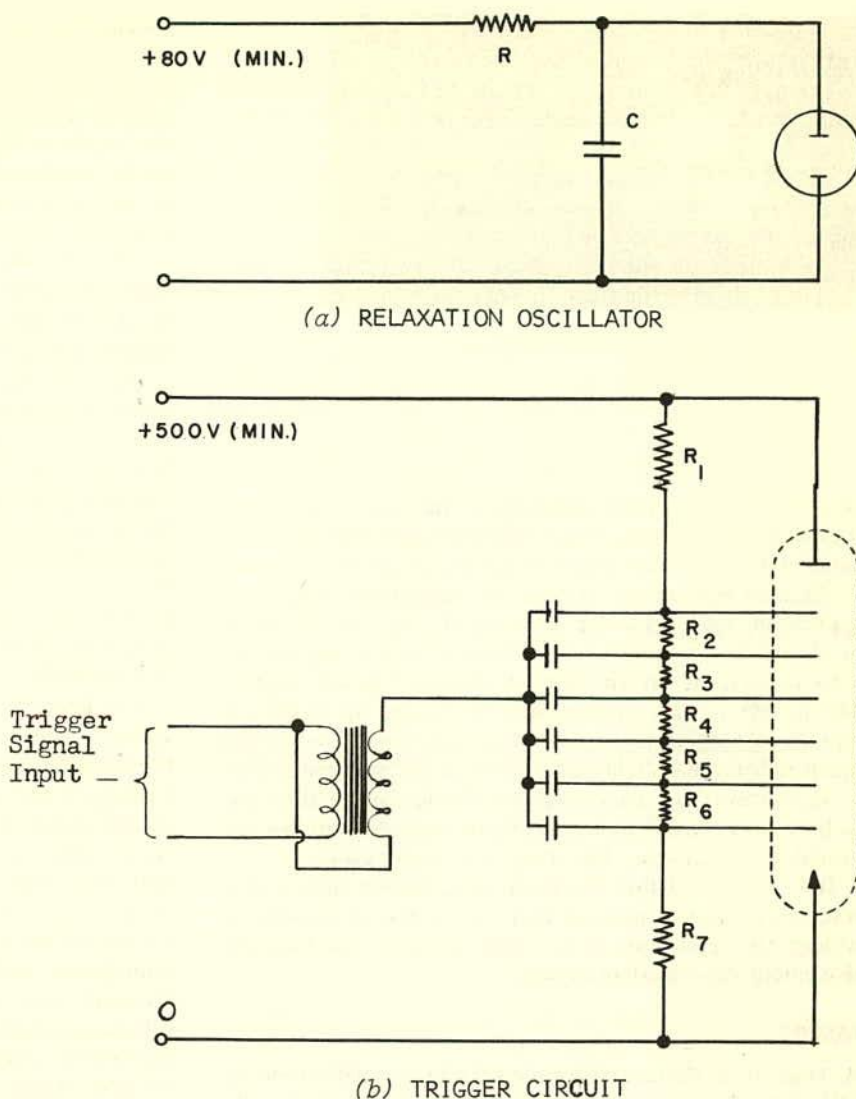 +80V (MIN.)
R
C
(a) RELAXATION OSCILLATOR
+500V (MIN.)
R1
R2
R3
R4
R5
R6
Trigger
Signal
Input
R7
O
(b) TRIGGER CIRCUIT